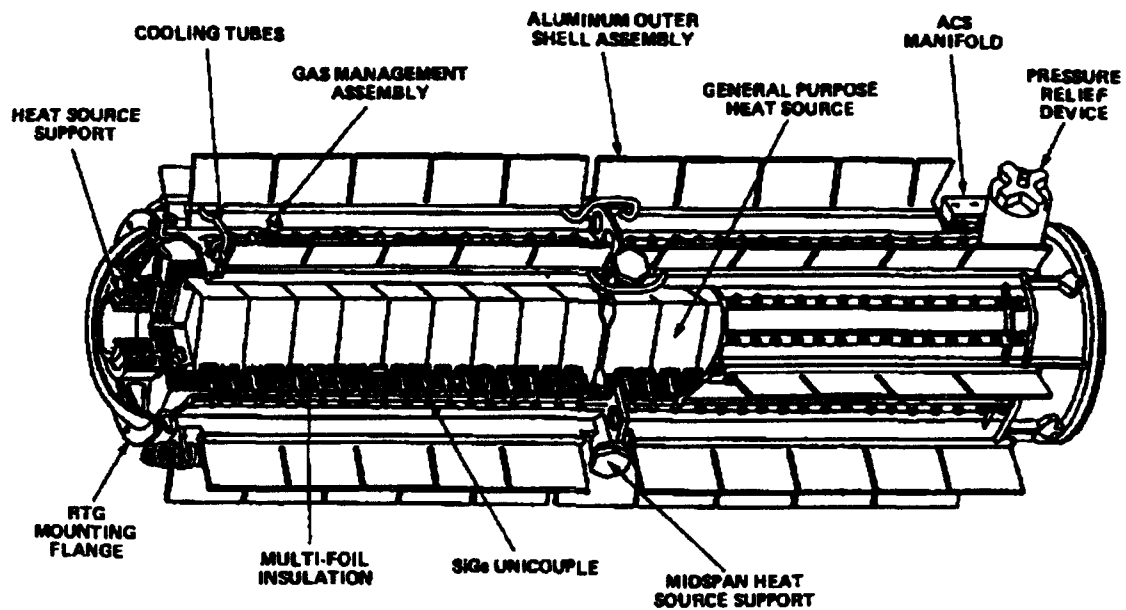 COOLING TUBES
GAS MANAGEMENT
ASSEMBLY
HEAT SOURCE
SUPPORT
ALUMINUM OUTER
SHELL ASSEMBLY
GENERAL PURPOSE
HEAT SOURCE
ACS
MANIFOLD
PRESSURE
RELIEF
DEVICE
RTG
MOUNTING
FLANGE
MULTI-FOIL
INSULATION
SiGe UNICOUPLE
MIDSPAN HEAT
SOURCE SUPPORT